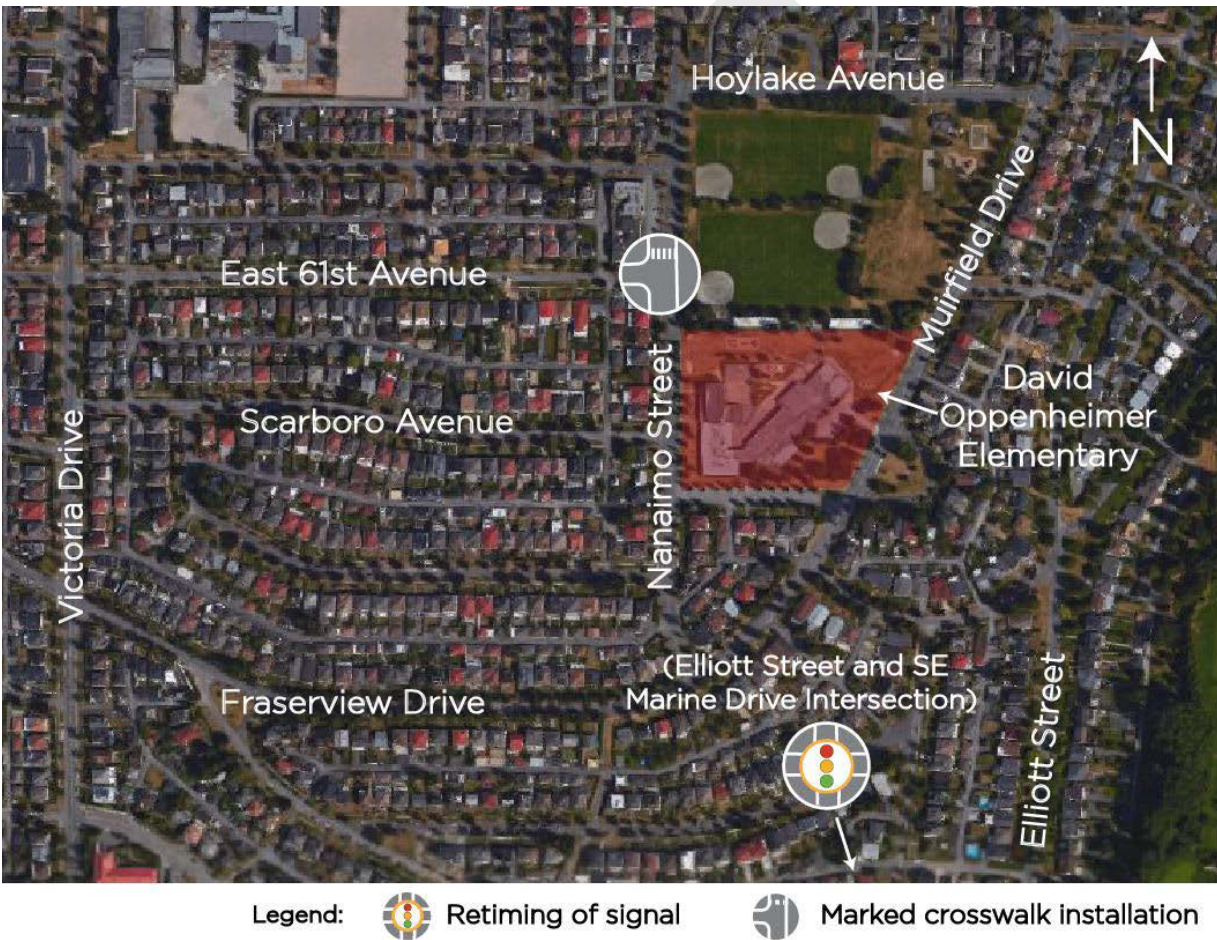 Hoylake Avenue
N
Muirfield Drive
East 61st Avenue
Nanaimo Street
David
Oppenheimer
Elementary
Scarboro Avenue
Victoria Drive
(Elliott Street and SE
Marine Drive Intersection)
Fraserview Drive
Elliott Street
Legend:
Retiming of signal
Marked crosswalk installation